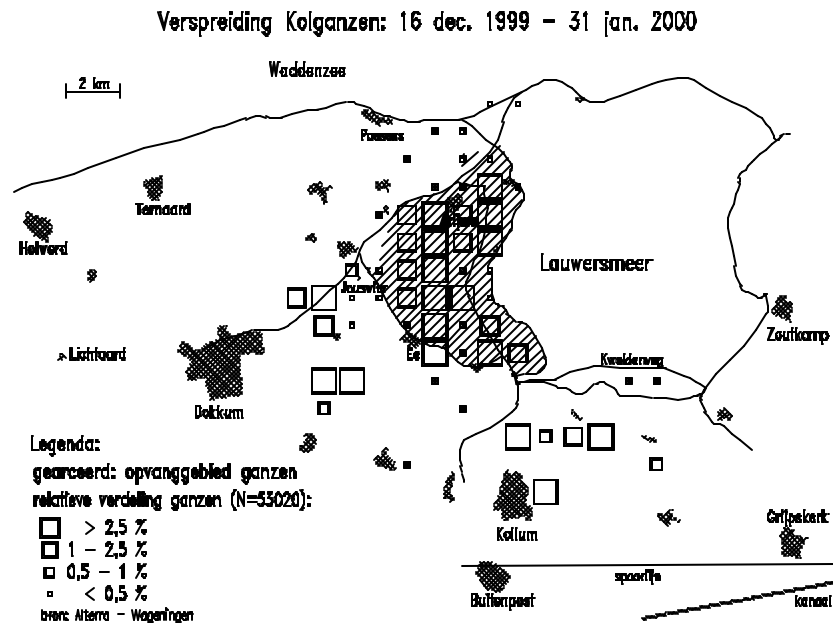 Verspreiding Kolganzen: 16 dec. 1999 - 31 jan. 2000
2 km
Waddenzee
Paesens
Ternaard
Holwerd
Lauwersmeer
Jouswier
Zoutkamp
Lichtaard
Ee
Kwelderweg
Dokkum
Legenda:
gearceerd: opvanggebied ganzen
relatieve verdeling ganzen (N=53020):
> 2,5 %
1 - 2,5 %
0,5 - 1 %
< 0,5 %
bron: Alterra - Wageningen
Kollum
Grijpskerk
Buitenpost
spoorlijn
kanaal